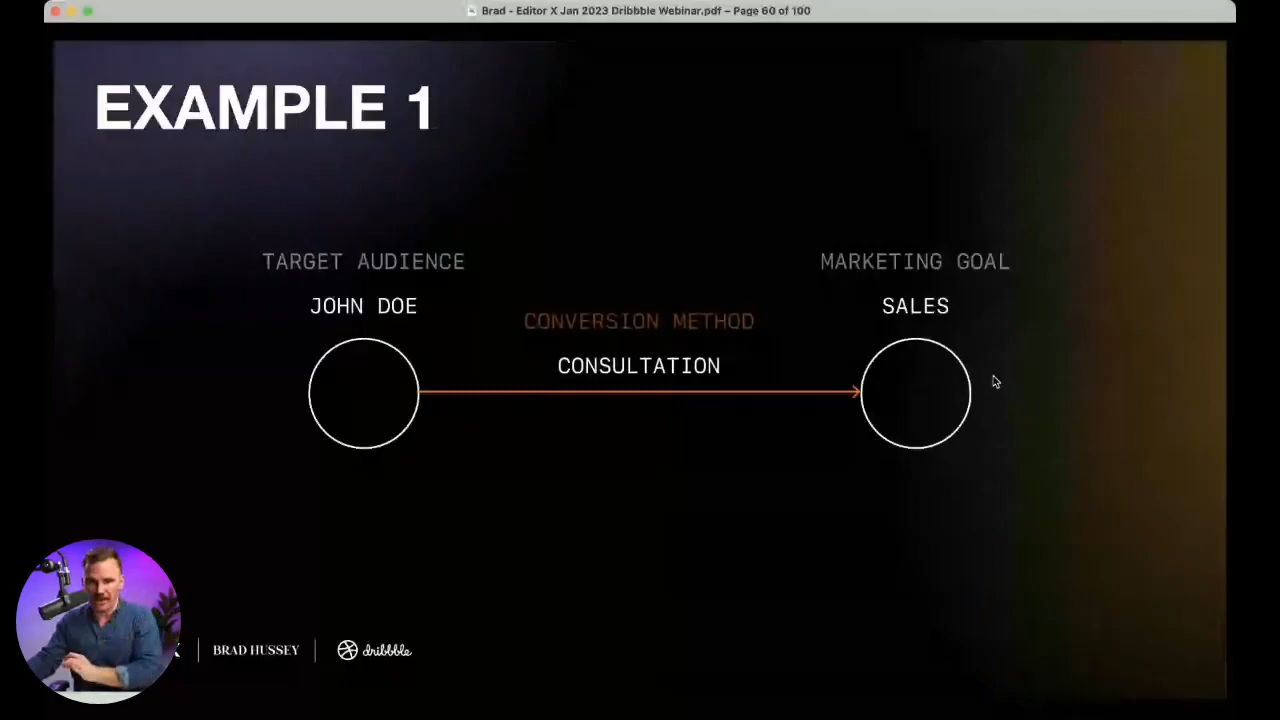 Brad - Editor X Jan 2023 Dribbble Webinar.pdf – Page 60 of 100
EXAMPLE 1
TARGET AUDIENCE
MARKETING GOAL
JOHN DOE
SALES
CONVERSION METHOD
CONSULTATION
BRAD HUSSEY
dribbble